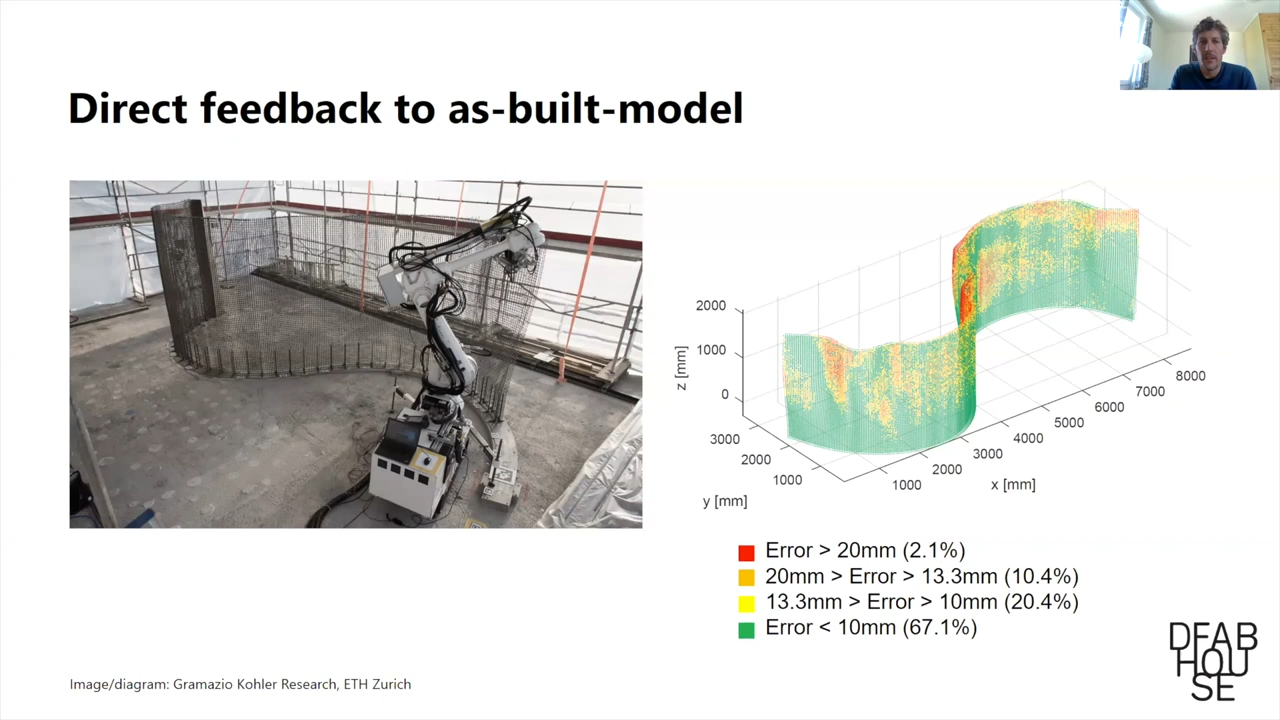 Direct feedback to as-built-model
2000
1000
0
z [mm]
3000
2000
1000
y [mm]
1000
2000
3000
4000
5000
6000
7000
8000
x [mm]
Error > 20mm (2.1%)
20mm > Error > 13.3mm (10.4%)
13.3mm > Error > 10mm (20.4%)
Error < 10mm (67.1%)
Image/diagram: Gramazio Kohler Research, ETH Zurich
DFAB
HOU
SE